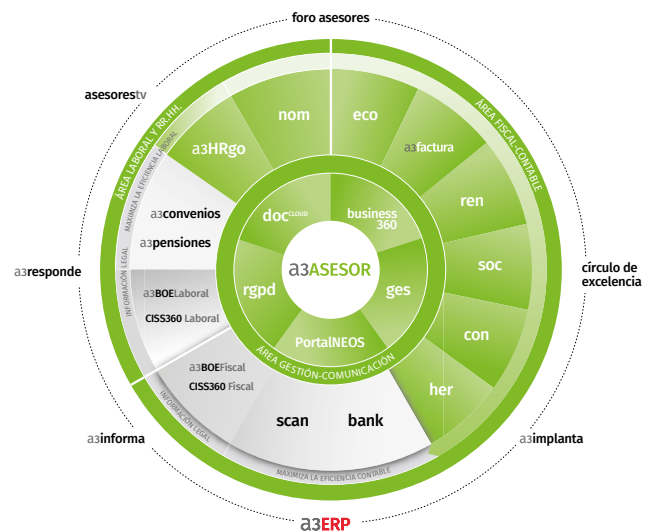 foro asesores
asesorestv
ÁREA LABORAL Y RR.HH.
ÁREA FISCAL-CONTABLE
MAXIMIZA LA EFICIENCIA LABORAL
nom
eco
a3HRgo
a3factura
ren
a3convenios
a3pensiones
docCLOUD
business
360
a3ASESOR
soc
a3responde
círculo de
excelencia
INFORMACIÓN LEGAL
a3BOELaboral
CISS360 Laboral
rgpd
ges
con
PortalNEOS
ÁREA GESTIÓN-COMUNICACIÓN
a3BOEFiscal
CISS360 Fiscal
her
scan
bank
a3informa
a3implanta
INFORMACIÓN LEGAL
MAXIMIZA LA EFICIENCIA CONTABLE
a3ERP